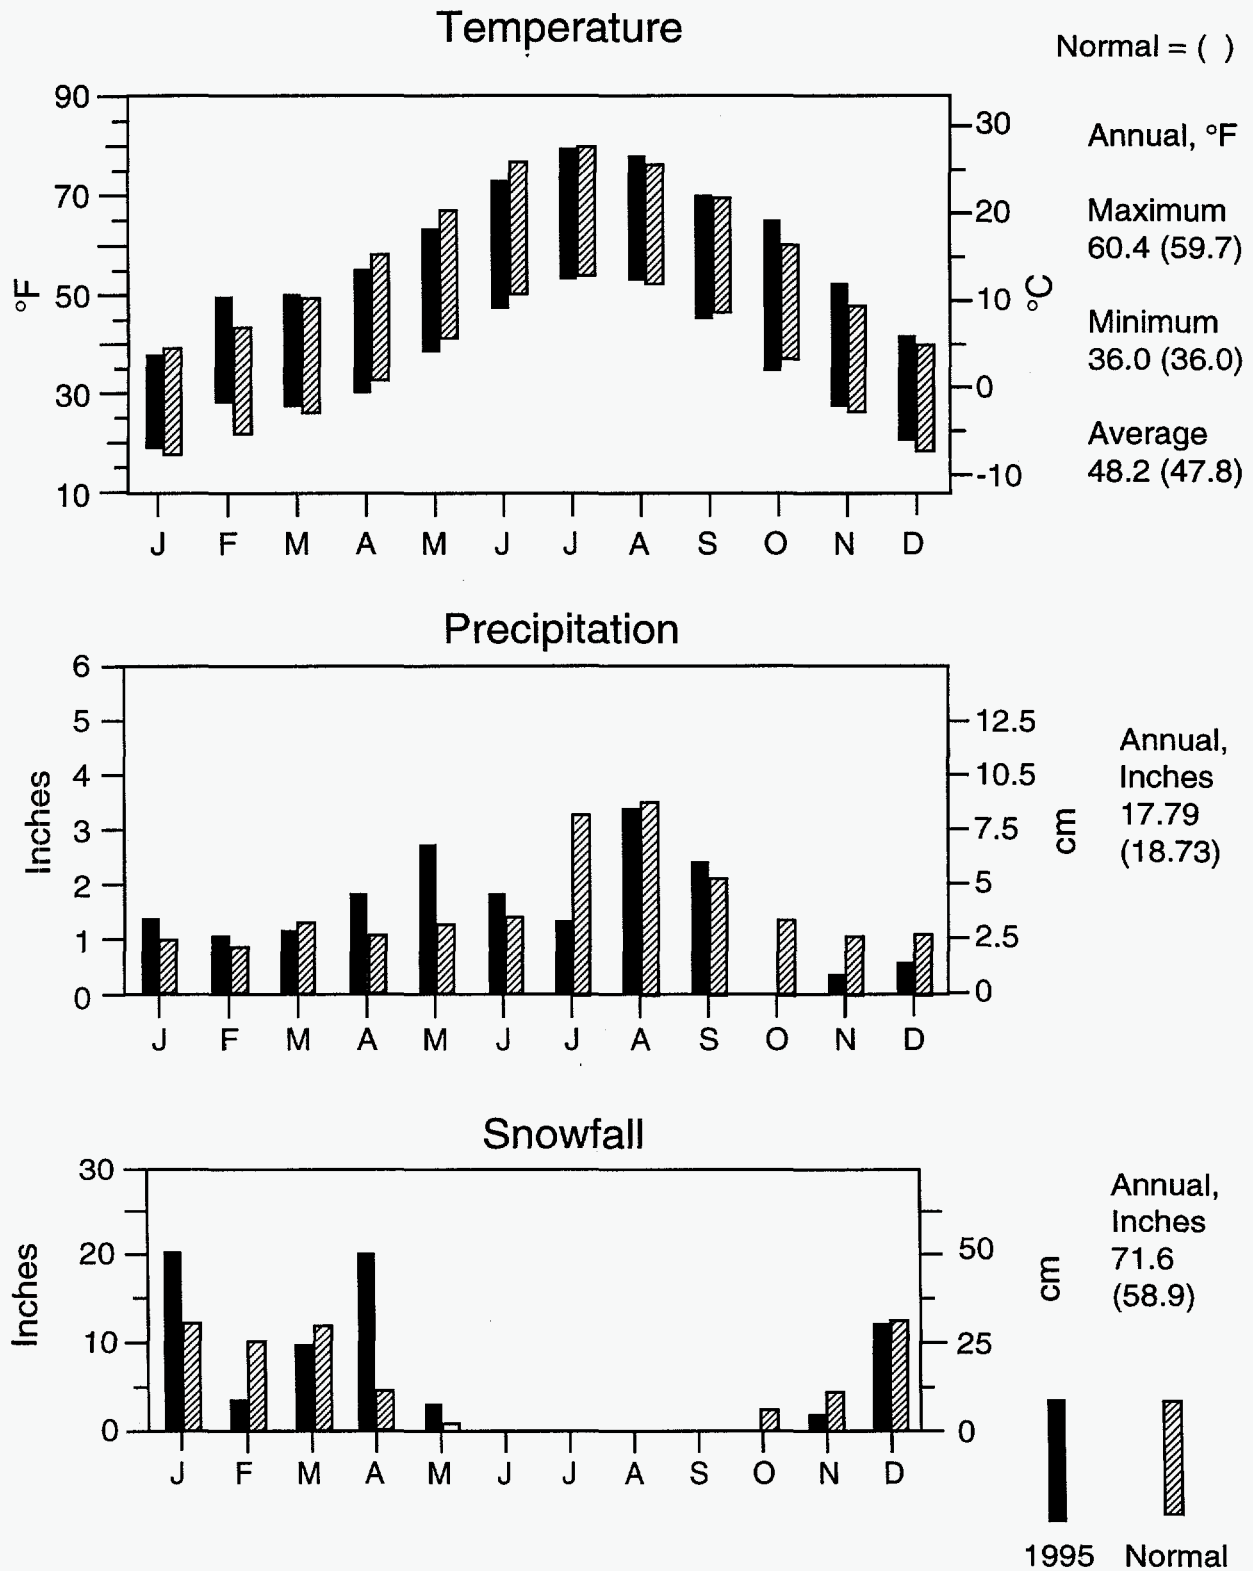 Temperature
Normal = ( )
90
70
50
30
10
°F
30
20
10
0
-10
°C
J F M A M J J A S O N D
Annual, °F
Maximum
60.4 (59.7)
Minimum
36.0 (36.0)
Average
48.2 (47.8)
Precipitation
6
5
4
3
2
1
0
Inches
12.5
10.5
7.5
5
2.5
0
cm
J F M A M J J A S O N D
Annual,
Inches
17.79
(18.73)
Snowfall
30
20
10
0
Inches
50
25
0
cm
J F M A M J J A S O N D
Annual,
Inches
71.6
(58.9)
1995 Normal